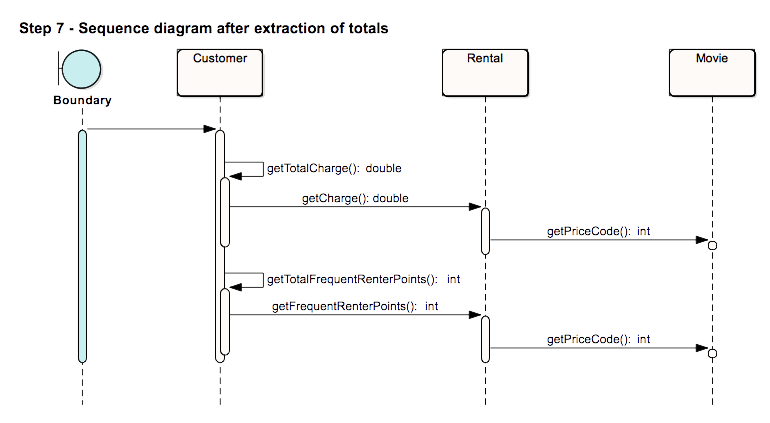 Step 7 - Sequence diagram after extraction of totals
Customer
Rental
Movie
Boundary
getTotalCharge(): double
getCharge(): double
getPriceCode(): int
getTotalFrequentRenterPoints(): int
getFrequentRenterPoints(): int
getPriceCode(): int